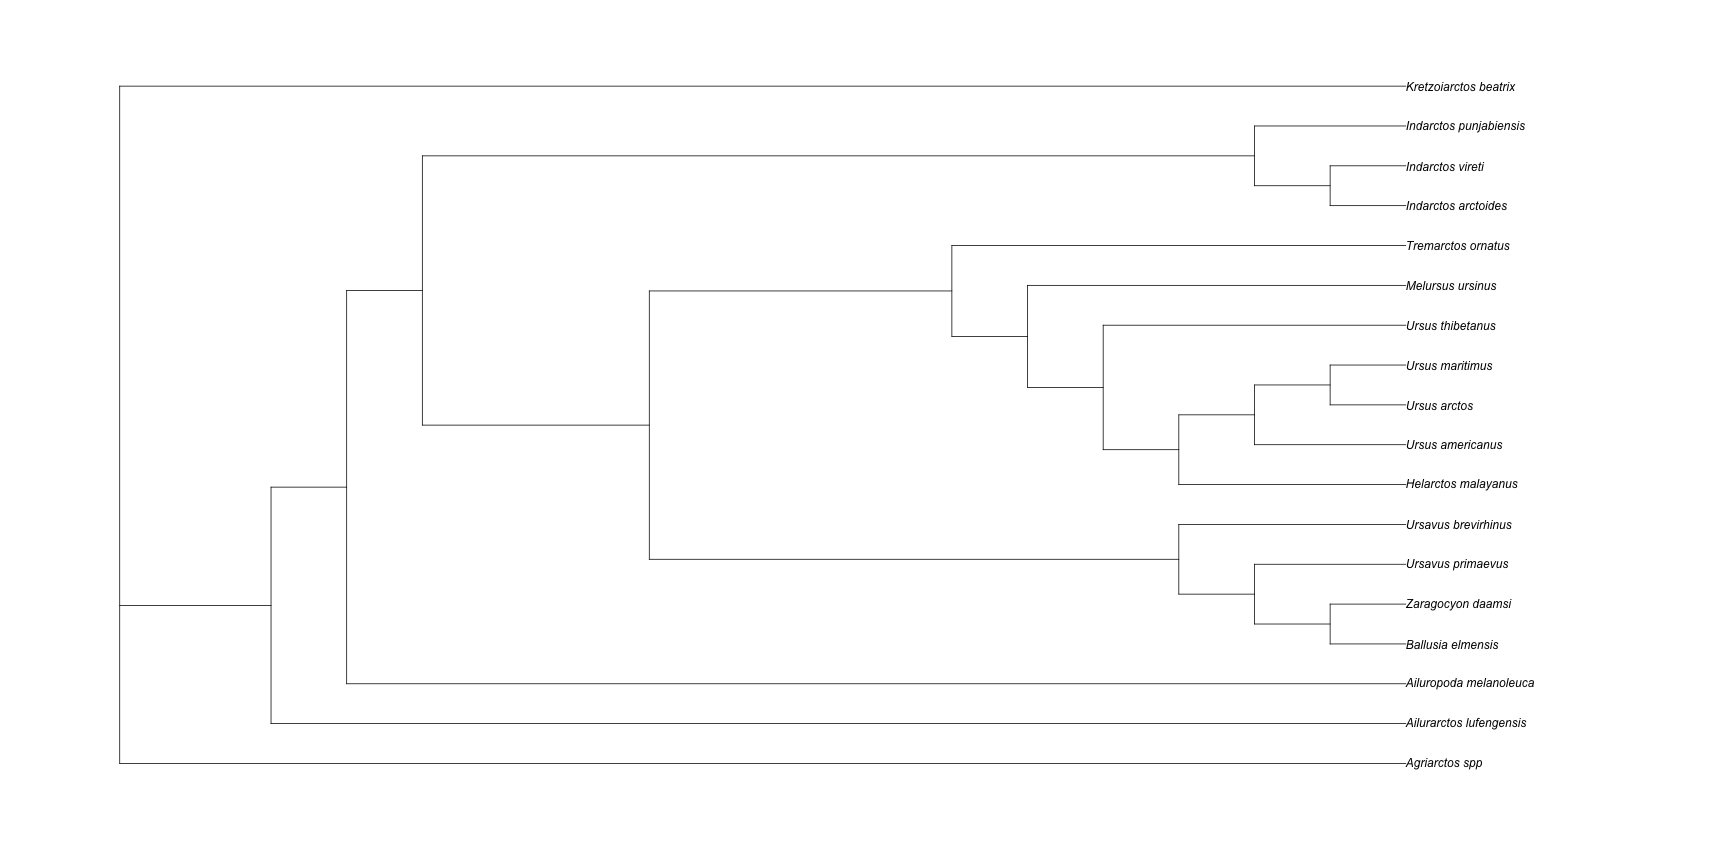 Kretzoiarctos beatrix
Indarctos punjabiensis
Indarctos vireti
Indarctos arctoides
Tremarctos ornatus
Melursus ursinus
Ursus thibetanus
Ursus maritimus
Ursus arctos
Ursus americanus
Helarctos malayanus
Ursavus brevirhinus
Ursavus primaevus
Zaragocyon daamsi
Ballusia elmensis
Ailuropoda melanoleuca
Ailurarctos lufengensis
Agriarctos spp